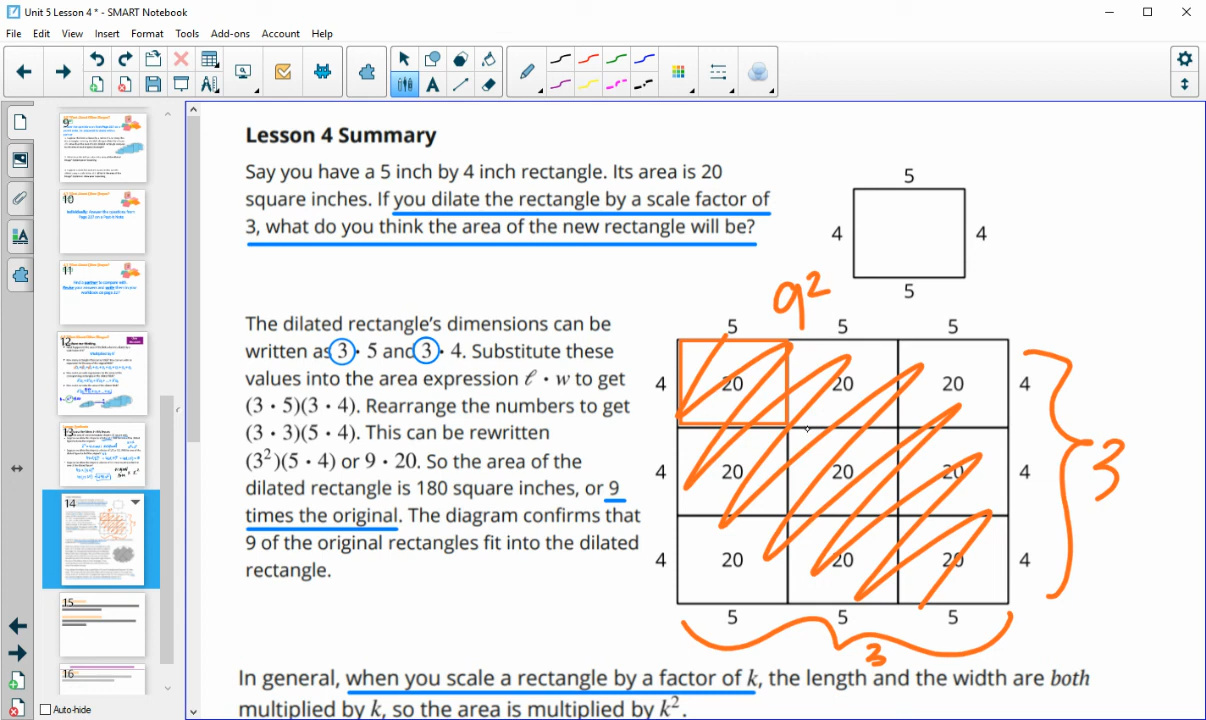 Unit 5 Lesson 4 * - SMART Notebook
File Edit View Insert Format Tools Add-ons Account Help
Lesson 4 Summary
Say you have a 5 inch by 4 inch rectangle. Its area is 20
square inches. If you dilate the rectangle by a scale factor of
3, what do you think the area of the new rectangle will be?
5
4 4
5
9²
The dilated rectangle's dimensions can be
written as 3 · 5 and 3 · 4. Substitute these
values into the area expression ℓ · w to get
(3 · 5)(3 · 4). Rearrange the numbers to get
(3 · 3)(5 · 4). This can be rewritten
(3²)(5 · 4) or 9 · 20. So the area of the
dilated rectangle is 180 square inches, or 9
times the original. The diagram confirms that
9 of the original rectangles fit into the dilated
rectangle.
5 5 5
4 20 20 20 4
4 20 20 20 4
4 20 20 20 4
5 5 5
3
3
In general, when you scale a rectangle by a factor of k, the length and the width are both
multiplied by k, so the area is multiplied by k².
9
10
11
12
13
14
15
16
Auto-hide